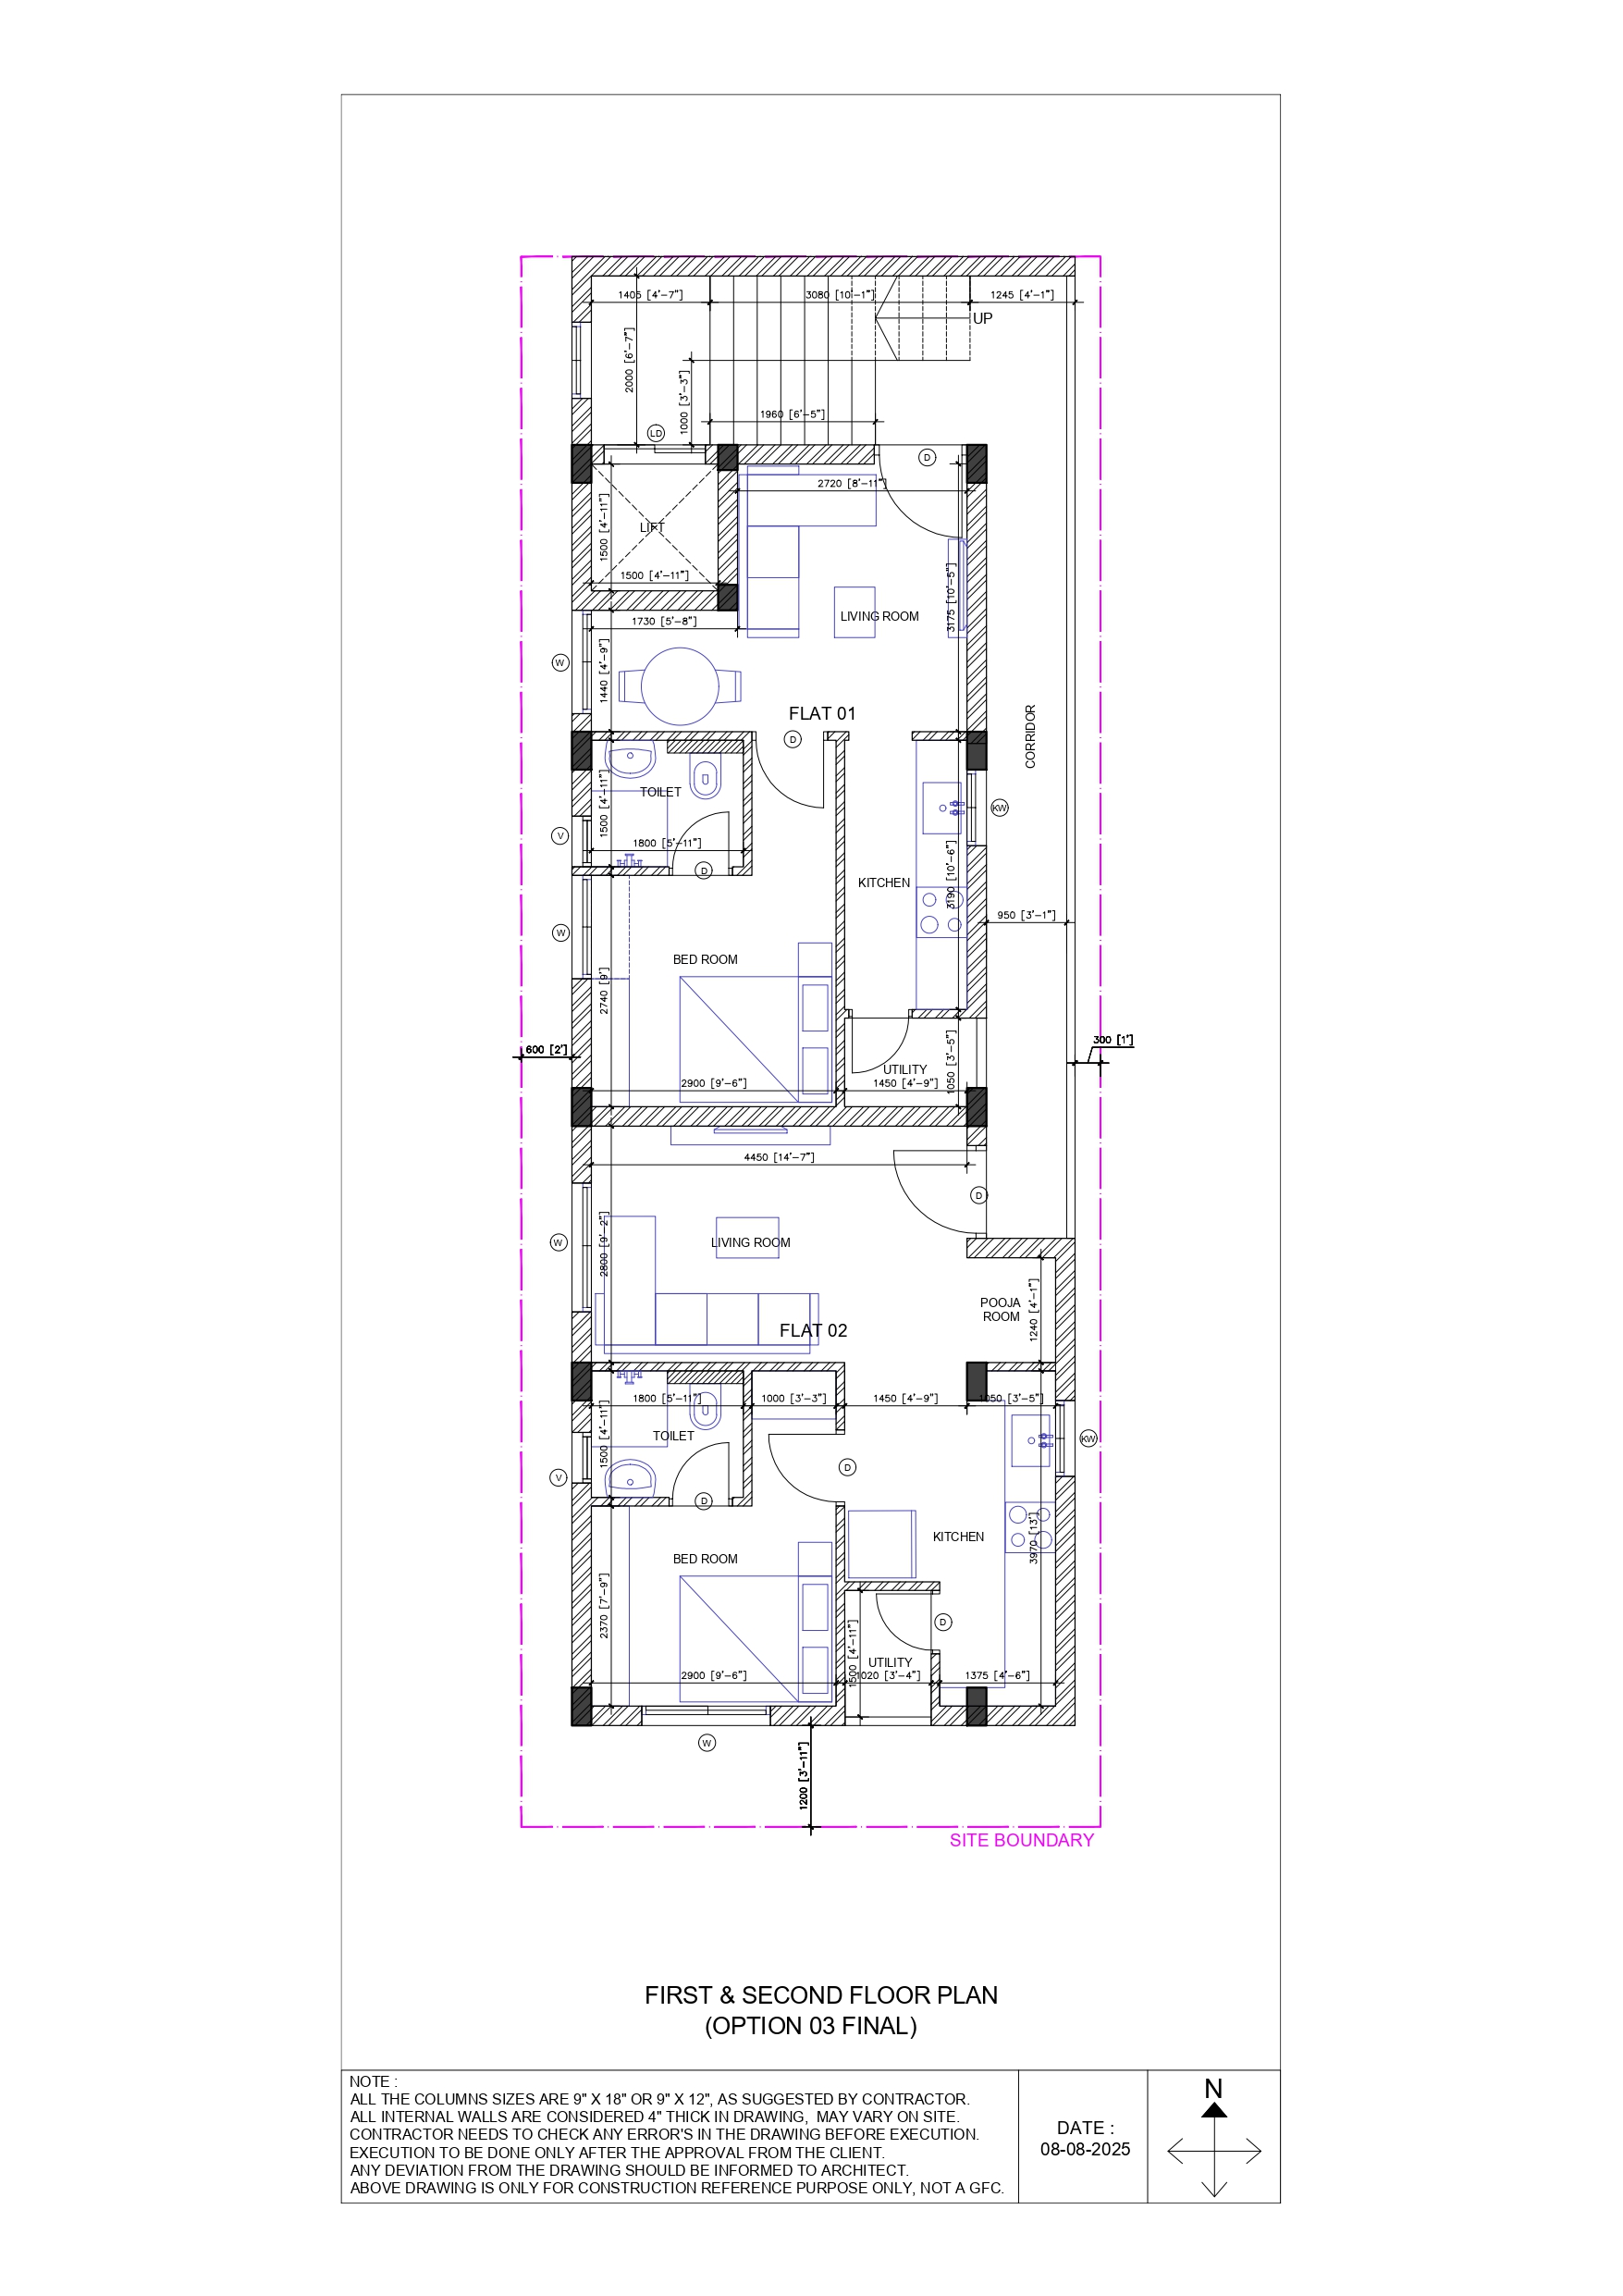 1405 [4'-7"]
3080 [10'-1"]
1245 [4'-1"]
UP
2000 [6'-7"]
1000 [3'-3"]
1960 [6'-5"]
LD
D
2720 [8'-11"]
1500 [4'-11"]
LIFT
1500 [4'-11"]
3175 [10'-5"]
LIVING ROOM
1730 [5'-8"]
W
1440 [4'-9"]
FLAT 01
CORRIDOR
D
TOILET
1500 [4'-11"]
KW
V
1800 [5'-11"]
D
KITCHEN
3190 [10'-6"]
950 [3'-1"]
W
BED ROOM
2740 [9']
600 [2']
300 [1']
UTILITY
1050 [3'-5"]
2900 [9'-6"]
1450 [4'-9"]
4450 [14'-7"]
D
W
2800 [9'-2"]
LIVING ROOM
POOJA
ROOM
1240 [4'-1"]
FLAT 02
1800 [5'-11"]
1000 [3'-3"]
1450 [4'-9"]
1050 [3'-5"]
TOILET
1500 [4'-11"]
KW
D
V
D
KITCHEN
3970 [13']
BED ROOM
2370 [7'-9"]
D
1500 [4'-11"]
UTILITY
2900 [9'-6"]
1020 [3'-4"]
1375 [4'-6"]
W
1200 [3'-11"]
SITE BOUNDARY
FIRST & SECOND FLOOR PLAN
(OPTION 03 FINAL)
NOTE :
ALL THE COLUMNS SIZES ARE 9" X 18" OR 9" X 12", AS SUGGESTED BY CONTRACTOR.
ALL INTERNAL WALLS ARE CONSIDERED 4" THICK IN DRAWING, MAY VARY ON SITE.
CONTRACTOR NEEDS TO CHECK ANY ERROR'S IN THE DRAWING BEFORE EXECUTION.
EXECUTION TO BE DONE ONLY AFTER THE APPROVAL FROM THE CLIENT.
ANY DEVIATION FROM THE DRAWING SHOULD BE INFORMED TO ARCHITECT.
ABOVE DRAWING IS ONLY FOR CONSTRUCTION REFERENCE PURPOSE ONLY, NOT A GFC.
DATE :
08-08-2025
N